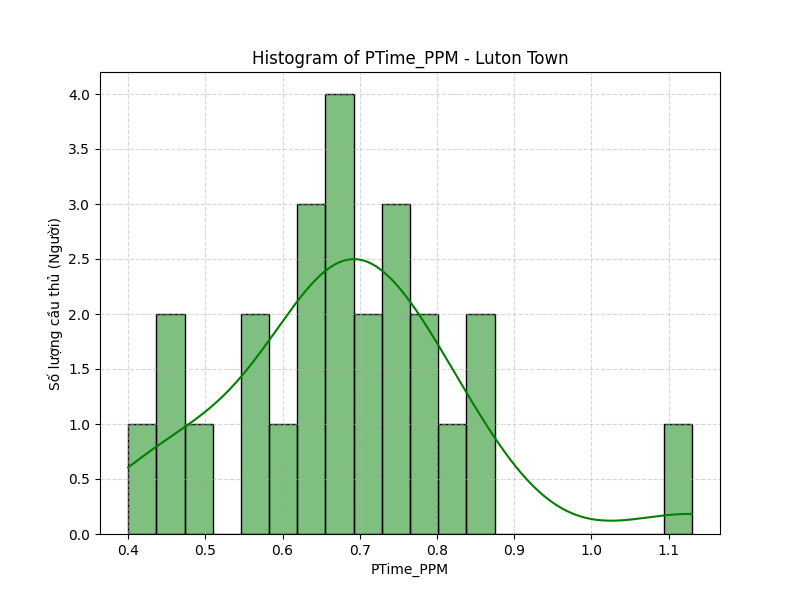 Histogram of PTime_PPM - Luton Town
4.0
3.5
3.0
2.5
2.0
1.5
1.0
0.5
0.0
Số lượng cầu thủ (Người)
0.4 0.5 0.6 0.7 0.8 0.9 1.0 1.1
PTime_PPM